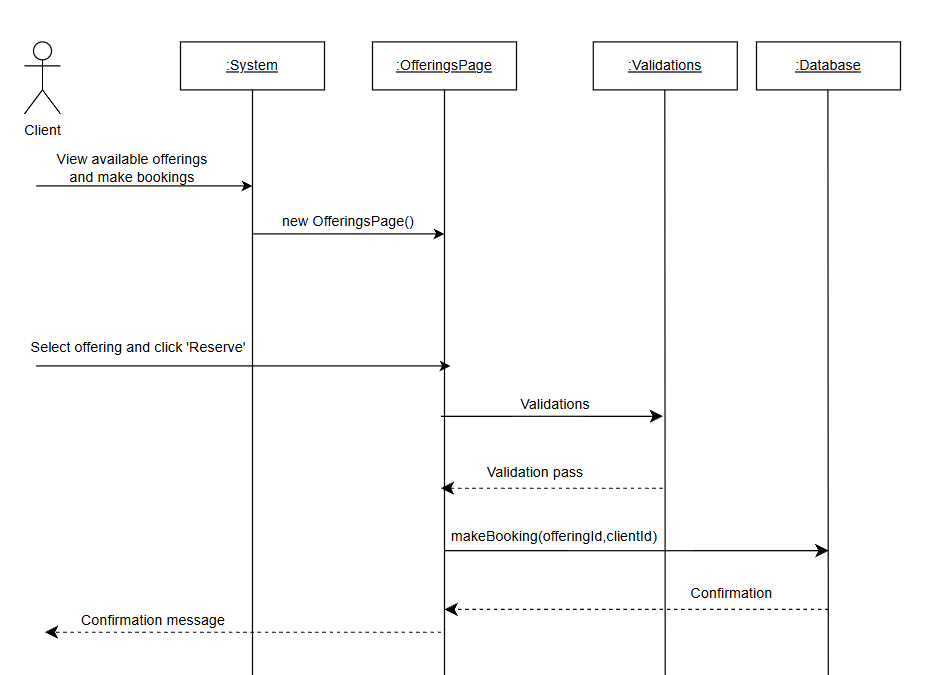 :System
:OfferingsPage
:Validations
:Database
Client
View available offerings
and make bookings
new OfferingsPage()
Select offering and click 'Reserve'
Validations
Validation pass
makeBooking(offeringId,clientId)
Confirmation
Confirmation message